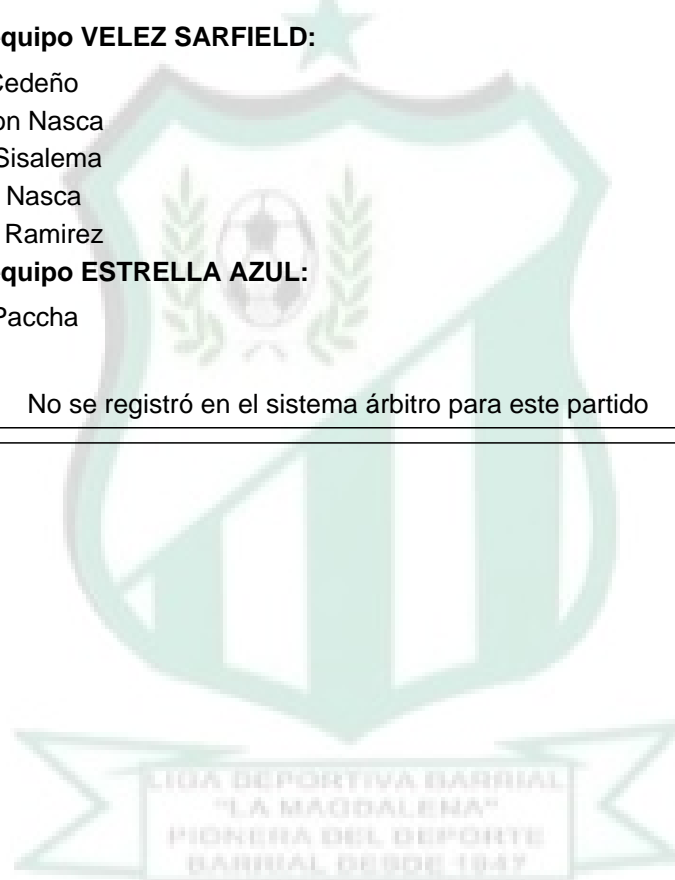 quipo VELEZ SARFIELD:
Cedeño
on Nasca
Sisalema
Nasca
Ramirez
quipo ESTRELLA AZUL:
Paccha
No se registró en el sistema árbitro para este partido
LIGA DEPORTIVA BARRIAL
"LA MAGDALENA"
PIONERA DEL DEPORTE
BARRIAL DESDE 1947